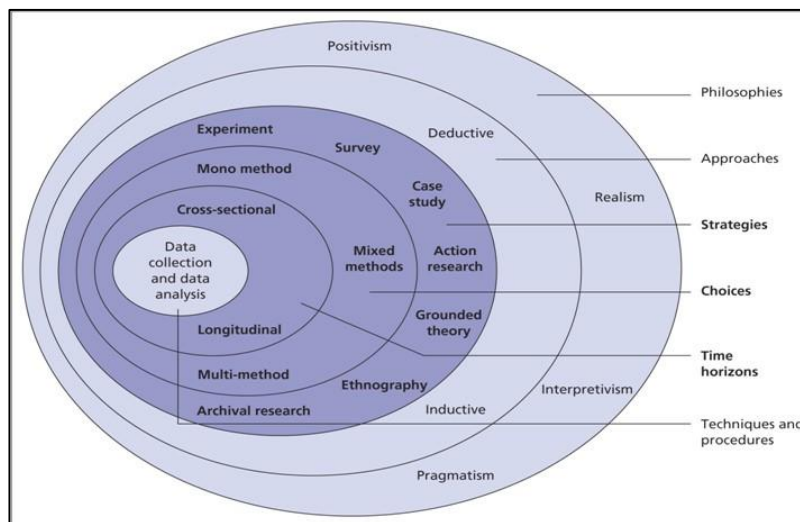 Positivism
Philosophies
Experiment
Deductive
Survey
Approaches
Mono method
Case
study
Realism
Cross-sectional
Strategies
Data
collection
and data
analysis
Mixed
methods
Action
research
Choices
Longitudinal
Grounded
theory
Time
horizons
Multi-method
Ethnography
Interpretivism
Archival research
Inductive
Techniques and
procedures
Pragmatism